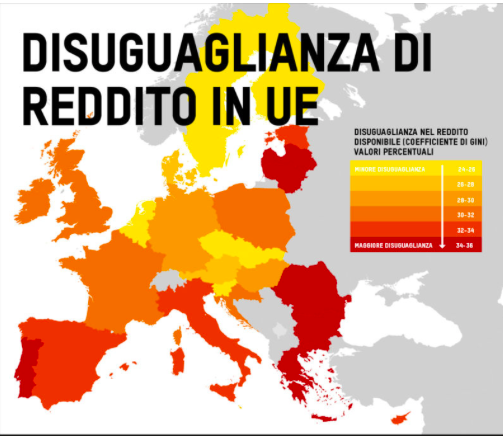 DISUGUAGLIANZA DI
REDDITO IN UE
DISUGUAGLIANZA NEL REDDITO
DISPONIBILE (COEFFICIENTE DI GINI)
VALORI PERCENTUALI
MINORE DISUGUAGLIANZA 24-26
26-28
28-30
30-32
32-34
MAGGIORE DISUGUAGLIANZA 34-36